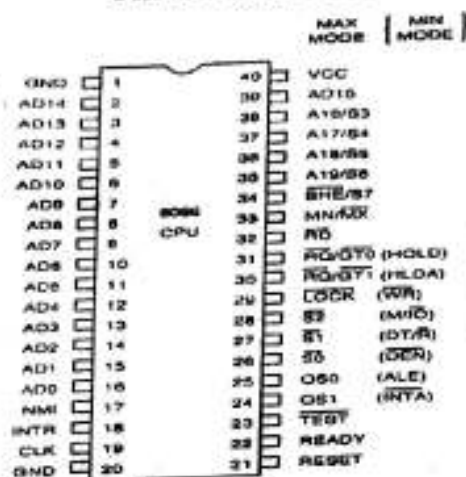 MAX MODE | MIN MODE
GND 1 40 VCC
AD14 2 39 AD15
AD13 3 38 A16/S3
AD12 4 37 A17/S4
AD11 5 36 A18/S5
AD10 6 35 A19/S6
AD9 7 34 BHE/S7
AD8 8 33 MN/MX
AD7 9 32 RD
AD6 10 31 RQ/GT0 (HOLD)
AD5 11 30 RQ/GT1 (HLDA)
AD4 12 29 LOCK (WR)
AD3 13 28 S2 (M/IO)
AD2 14 27 S1 (DT/R)
AD1 15 26 S0 (DEN)
AD0 16 25 QS0 (ALE)
NMI 17 24 QS1 (INTA)
INTR 18 23 TEST
CLK 19 22 READY
GND 20 21 RESET
8086
CPU